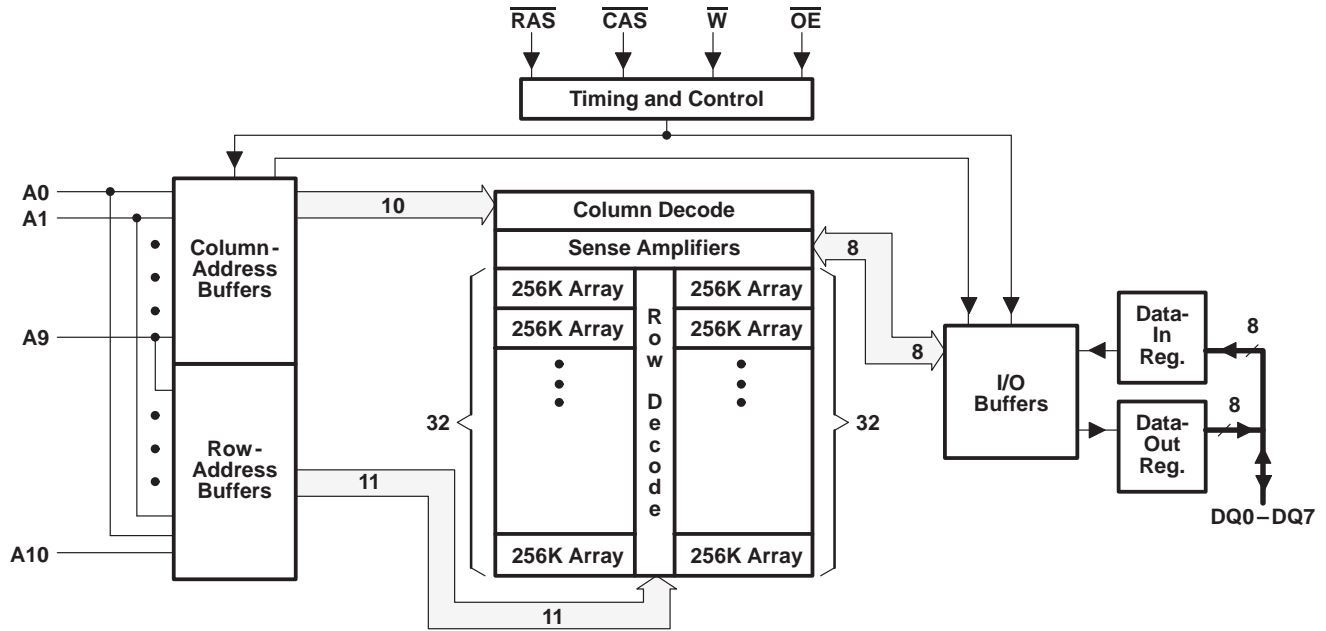 RAS CAS W OE
Timing and Control
A0
A1
A9
A10
Column-
Address
Buffers
Row-
Address
Buffers
10
Column Decode
Sense Amplifiers
256K Array
256K Array
256K Array
256K Array
256K Array
256K Array
Row Decode
32
32
11
11
8
8
I/O
Buffers
Data-
In
Reg.
8
Data-
Out
Reg.
8
DQ0–DQ7